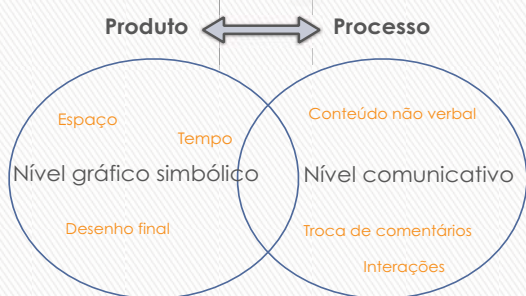 Produto
Processo
Espaço
Tempo
Nível gráfico simbólico
Desenho final
Conteúdo não verbal
Nível comunicativo
Troca de comentários
Interações